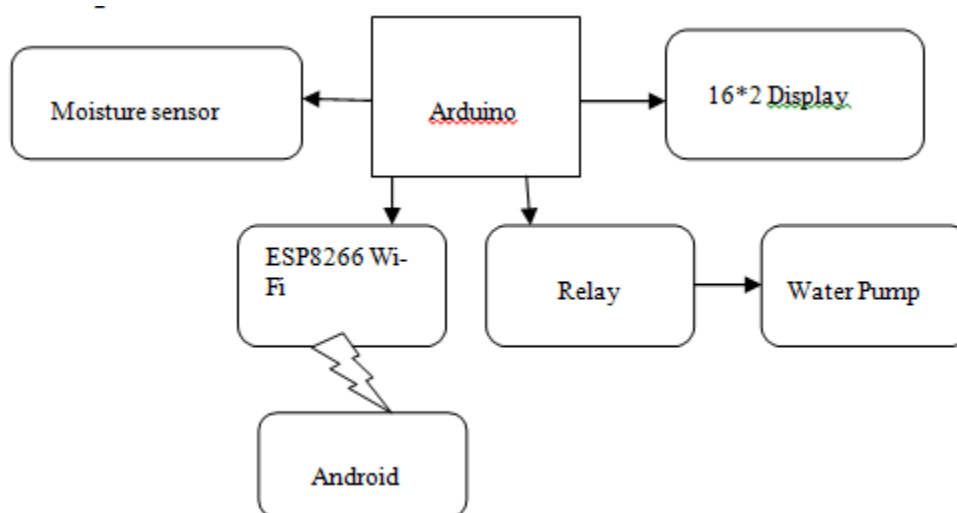 Moisture sensor
Arduino
16*2 Display
ESP8266 Wi-
Fi
Relay
Water Pump
Android